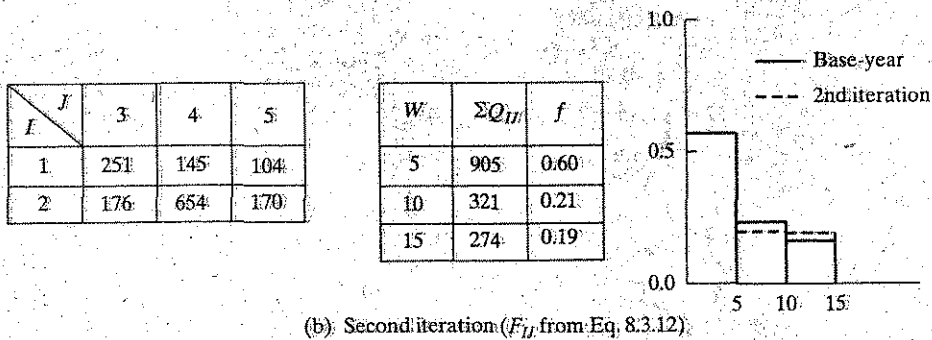 J
I 3 4 5
1 251 145 104
2 176 654 170
W ΣQ_IJ f
5 905 0.60
10 321 0.21
15 274 0.19
1.0
Base-year
2nd iteration
0.5
0.0
5 10 15
(b) Second iteration (F_IJ from Eq. 8.3.12)